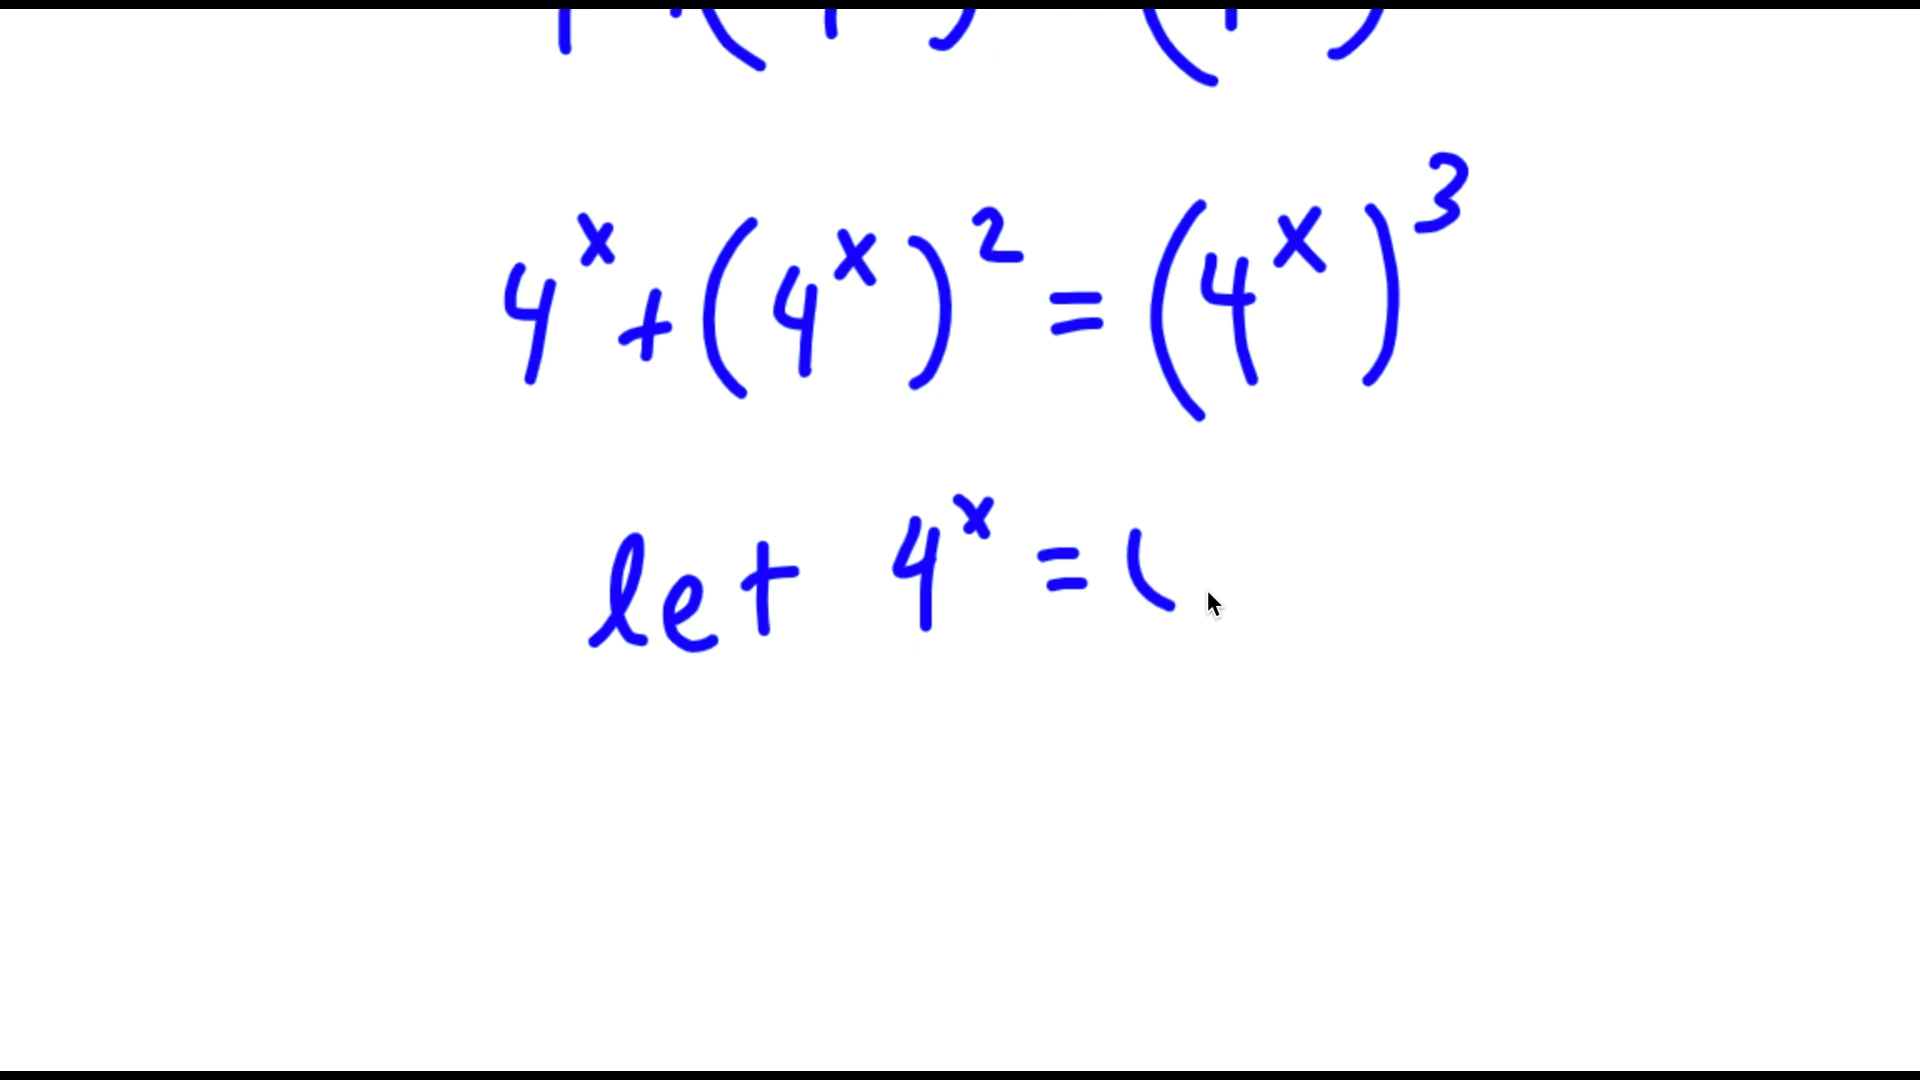 4^x + (4^x)^2 = (4^x)^3
let 4^x =